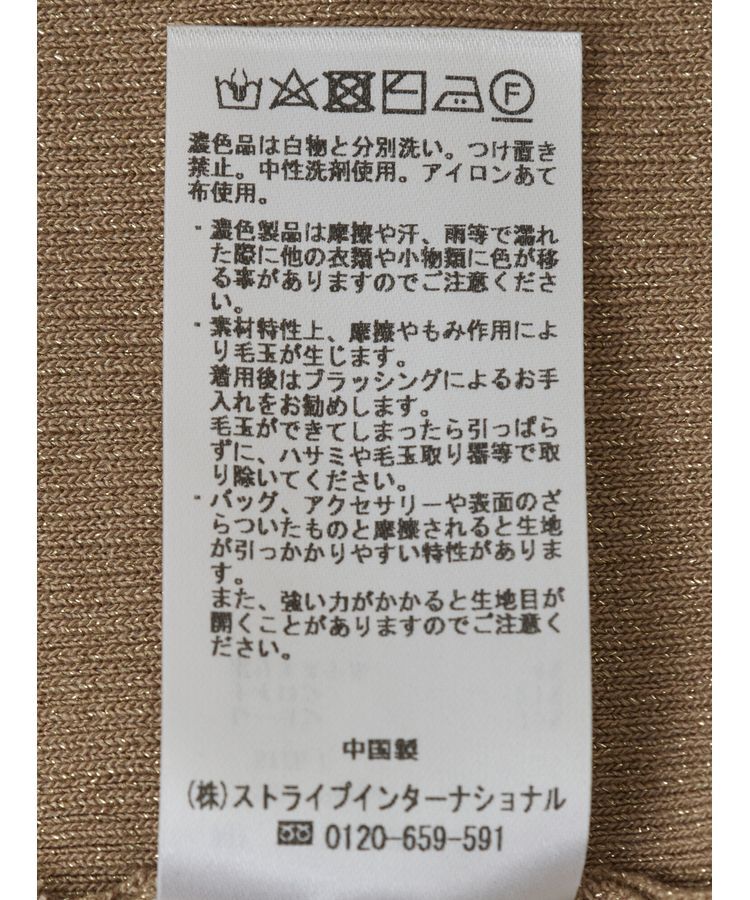 濃色品は白物と分別洗い。つけ置き
禁止。中性洗剤使用。アイロンあて
布使用。
・濃色製品は摩擦や汗、雨等で濡れ
た際に他の衣類や小物類に色が移
る事がありますのでご注意くださ
い。
・素材特性上、摩擦やもみ作用によ
り毛玉が生じます。
着用後はブラッシングによるお手
入れをお勧めします。
毛玉ができてしまったら引っぱら
ずに、ハサミや毛玉取り器等で取
り除いてください。
・バッグ、アクセサリーや表面のざ
らついたものと摩擦されると生地
が引っかかりやすい特性がありま
す。
また、強い力がかかると生地目が
開くことがありますのでご注意く
ださい。
中国製
(株)ストライプインターナショナル
0120-659-591